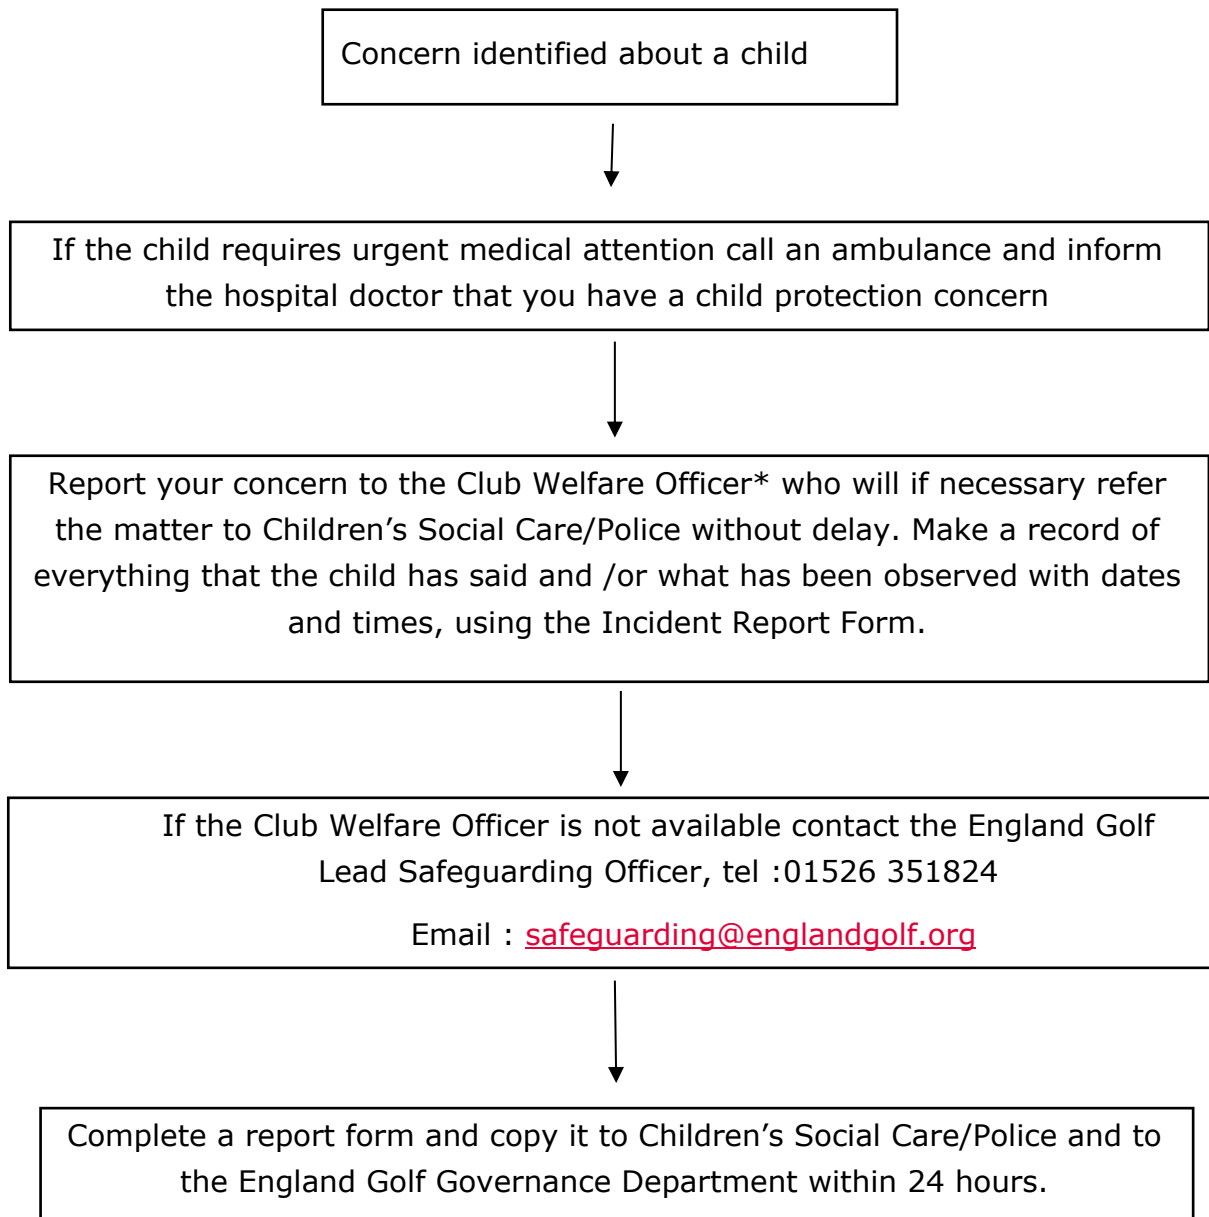 Concern identified about a child
If the child requires urgent medical attention call an ambulance and inform
the hospital doctor that you have a child protection concern
Report your concern to the Club Welfare Officer* who will if necessary refer
the matter to Children’s Social Care/Police without delay. Make a record of
everything that the child has said and /or what has been observed with dates
and times, using the Incident Report Form.
If the Club Welfare Officer is not available contact the England Golf
Lead Safeguarding Officer, tel :01526 351824
Email : safeguarding@englandgolf.org
Complete a report form and copy it to Children’s Social Care/Police and to
the England Golf Governance Department within 24 hours.